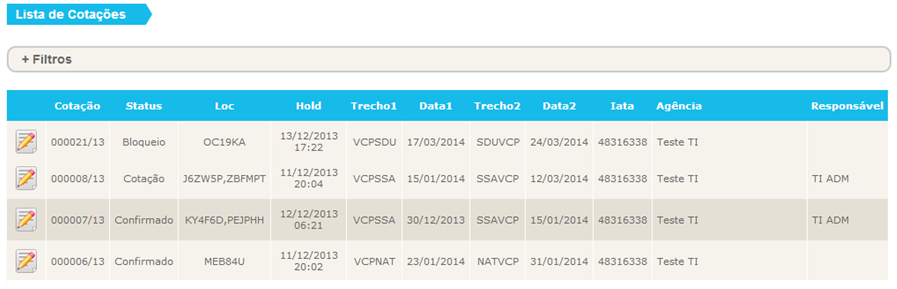 Lista de Cotações
+ Filtros
Cotação Status Loc Hold Trecho1 Data1 Trecho2 Data2 Iata Agência Responsável
000021/13 Bloqueio OC19KA 13/12/2013 17:22 VCPSDU 17/03/2014 SDUVCP 24/03/2014 48316338 Teste TI
000008/13 Cotação J6ZW5P,ZBFMPT 11/12/2013 20:04 VCPSSA 15/01/2014 SSAVCP 12/03/2014 48316338 Teste TI TI ADM
000007/13 Confirmado KY4F6D,PEJPHH 12/12/2013 06:21 VCPSSA 30/12/2013 SSAVCP 15/01/2014 48316338 Teste TI TI ADM
000006/13 Confirmado MEB84U 11/12/2013 20:02 VCPNAT 23/01/2014 NATVCP 31/01/2014 48316338 Teste TI